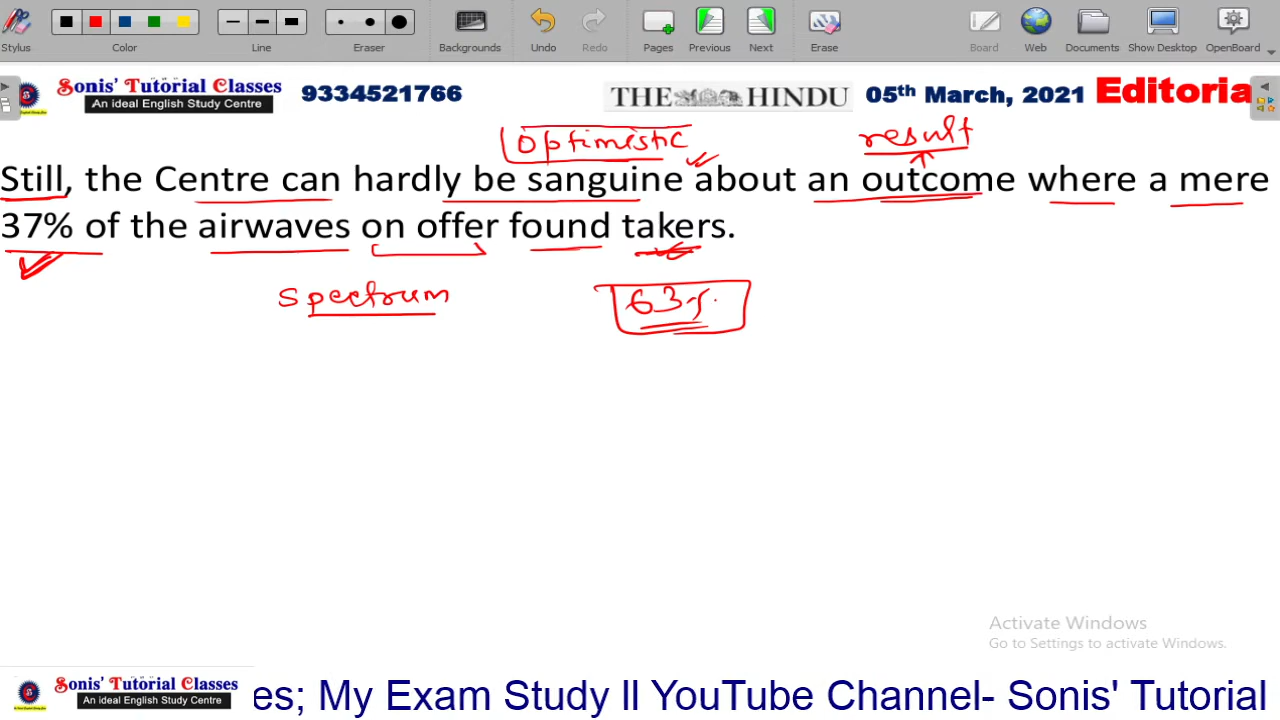 Stylus
Color
Line
Eraser
Backgrounds
Undo
Redo
Pages
Previous
Next
Erase
Board
Web
Documents
Show Desktop
OpenBoard
Sonis' Tutorial Classes
An ideal English Study Centre
9334521766
THE HINDU
05th March, 2021
Editoria
optimistic
result
Still, the Centre can hardly be sanguine about an outcome where a mere
37% of the airwaves on offer found takers.
spectrum
63%
Activate Windows
Go to Settings to activate Windows.
Sonis' Tutorial Classes
An ideal English Study Centre
es; My Exam Study ll YouTube Channel- Sonis' Tutorial